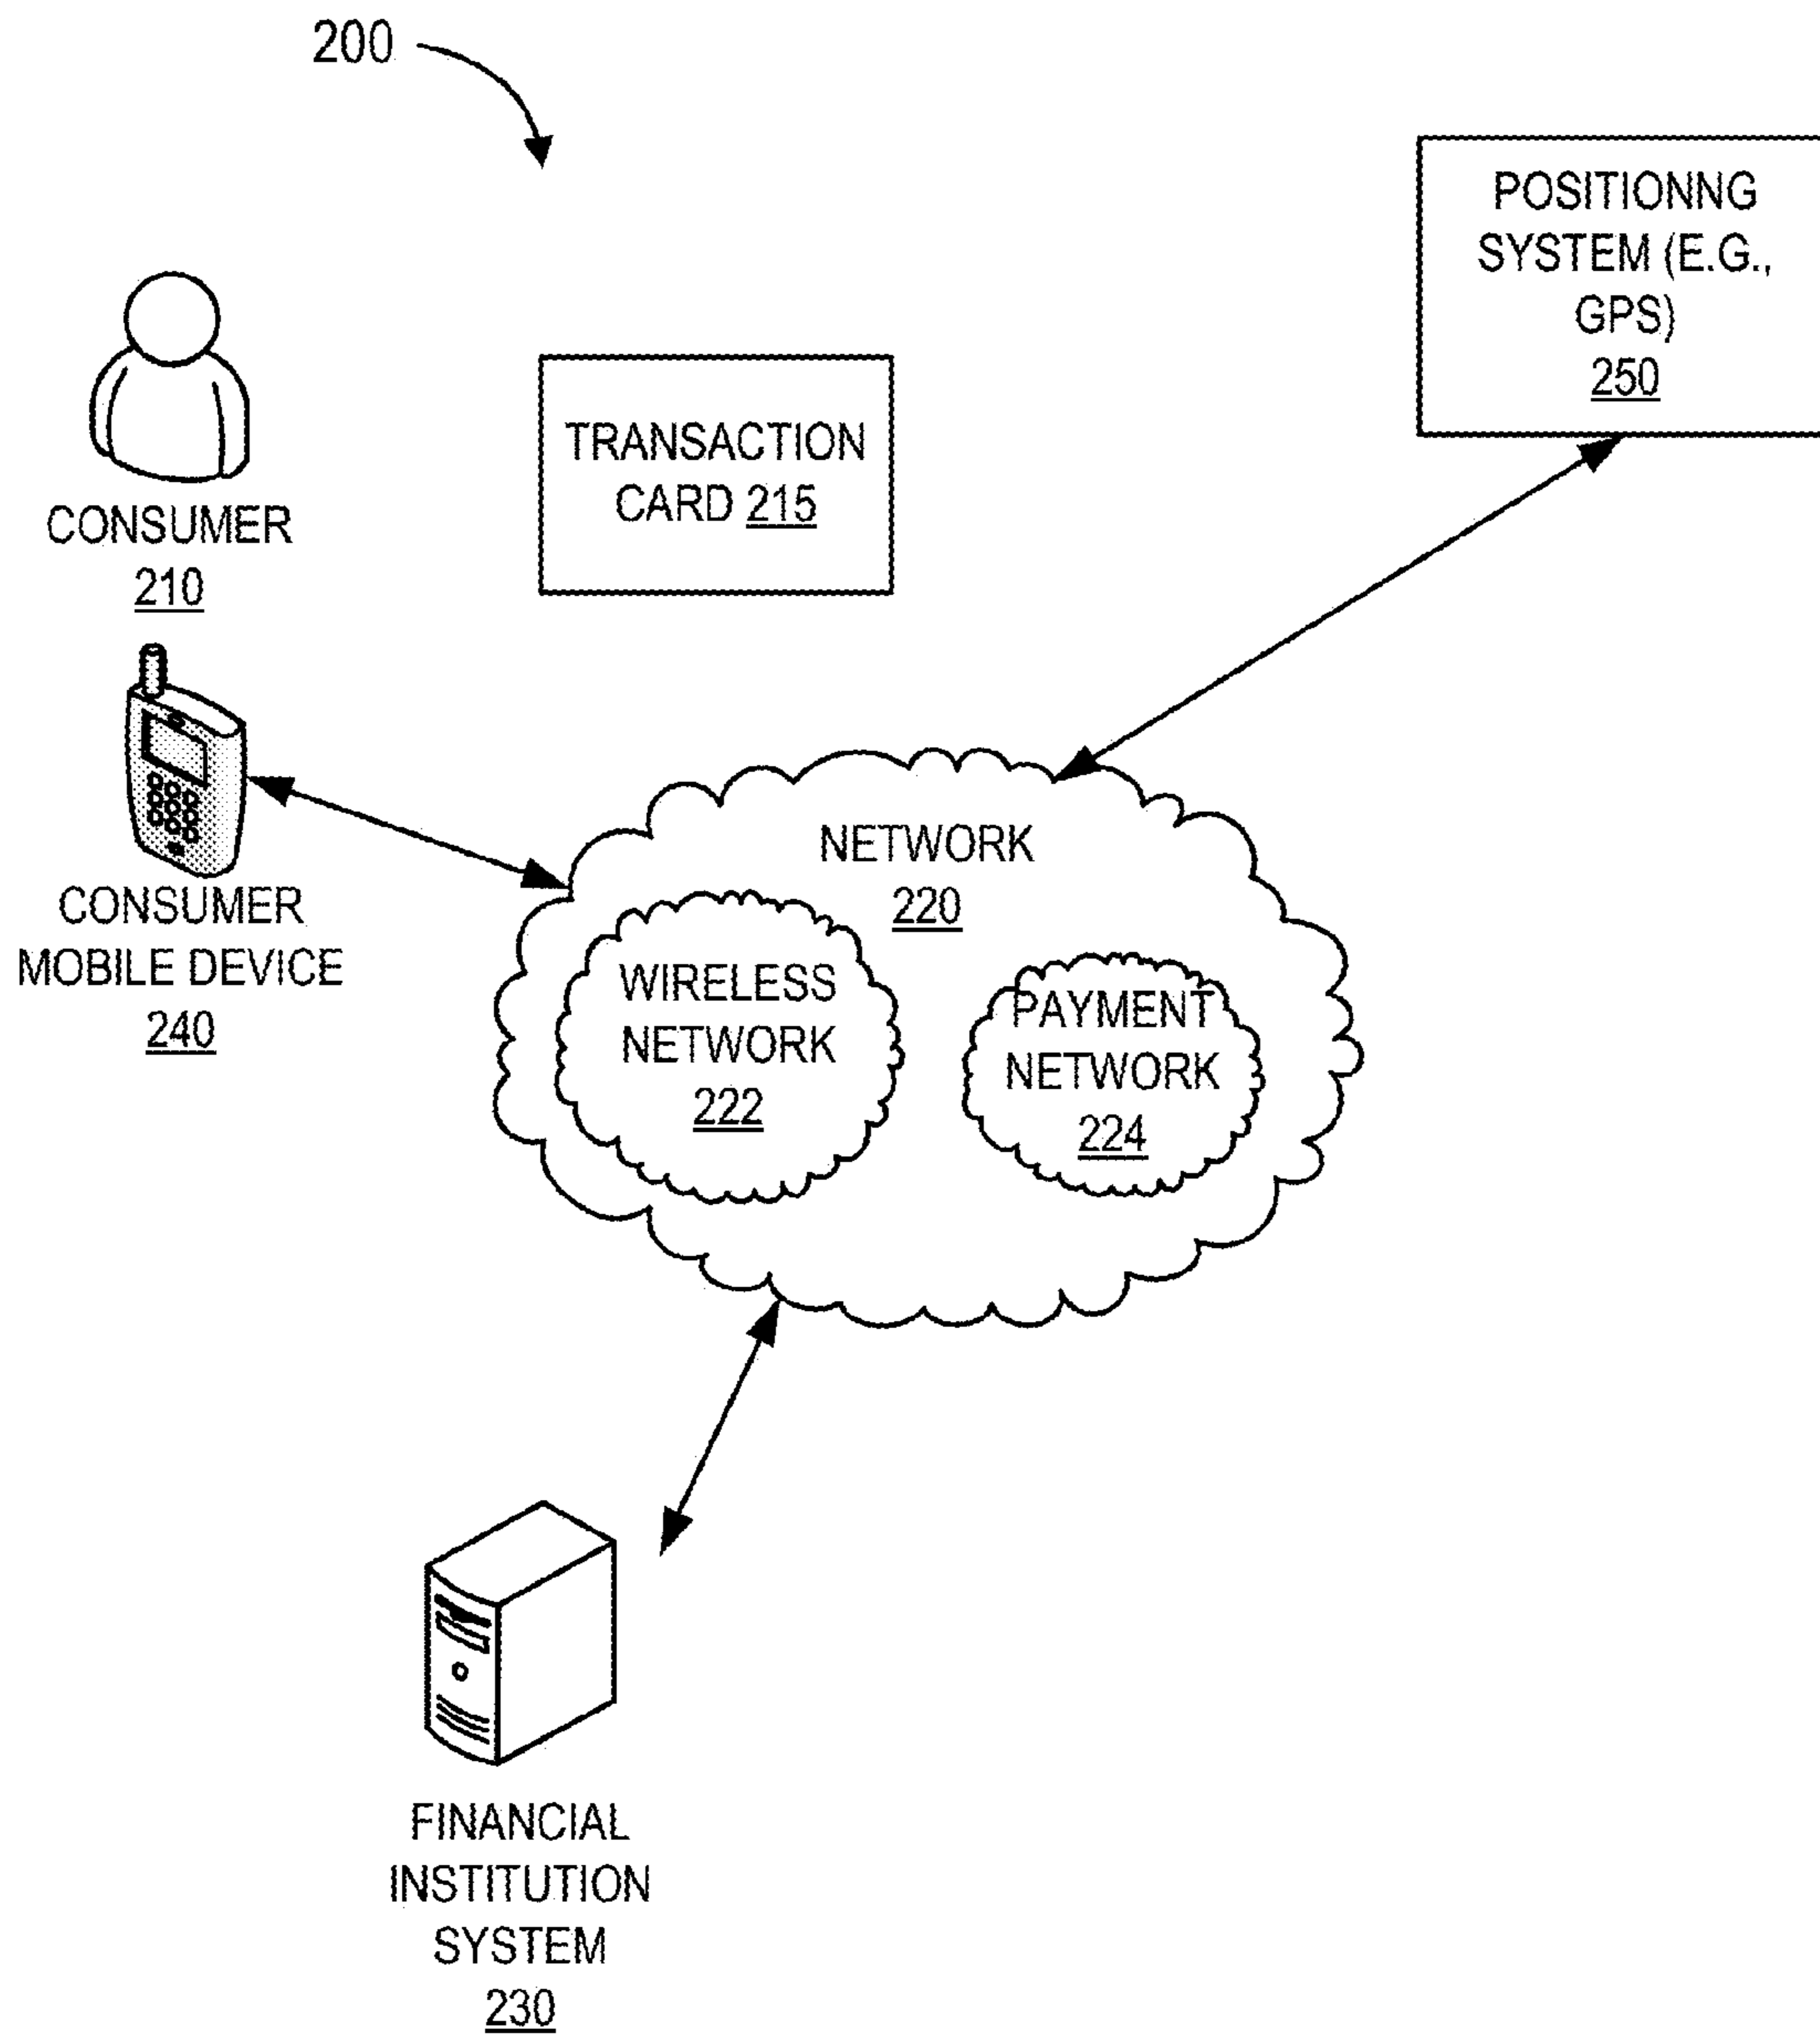 200
POSITIONNG
SYSTEM (E.G.,
GPS)
250
TRANSACTION
CARD 215
CONSUMER
210
CONSUMER
MOBILE DEVICE
240
NETWORK
220
WIRELESS
NETWORK
222
PAYMENT
NETWORK
224
FINANCIAL
INSTITUTION
SYSTEM
230